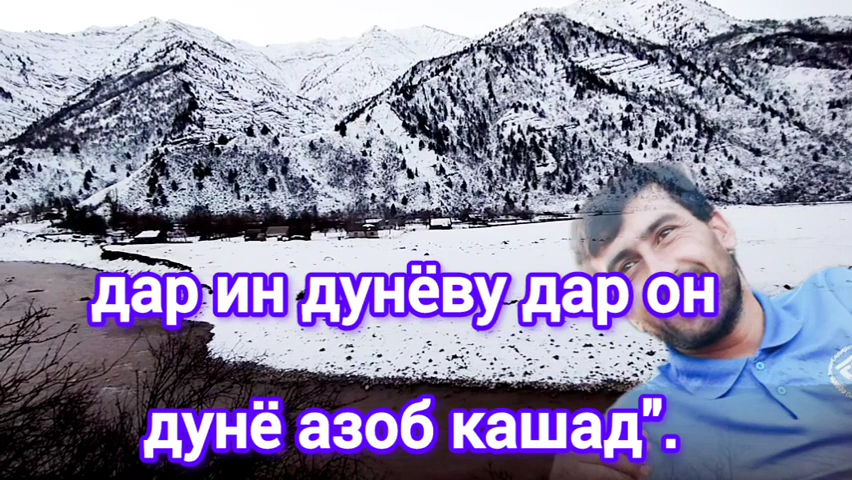 дар ин дунёву дар он
дунё азоб кашад".